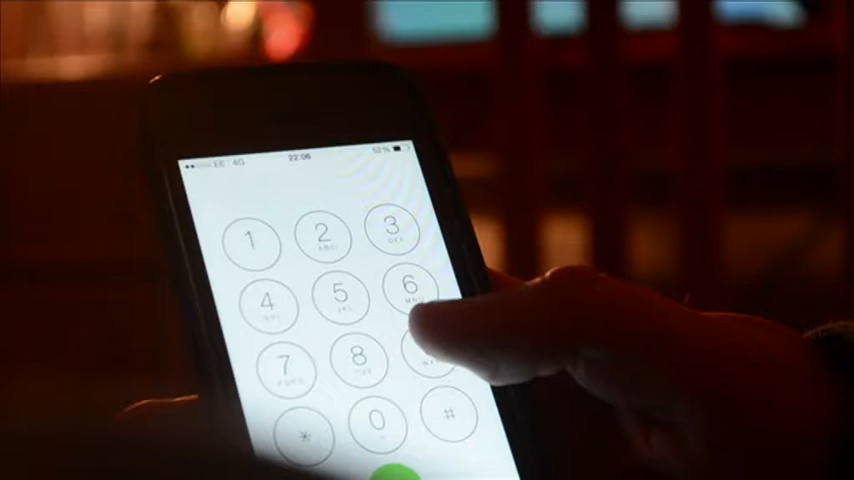 EE 4G 22:06 52%
1 2 ABC 3 DEF
4 GHI 5 JKL 6 MNO
7 PQRS 8 TUV
* 0 #